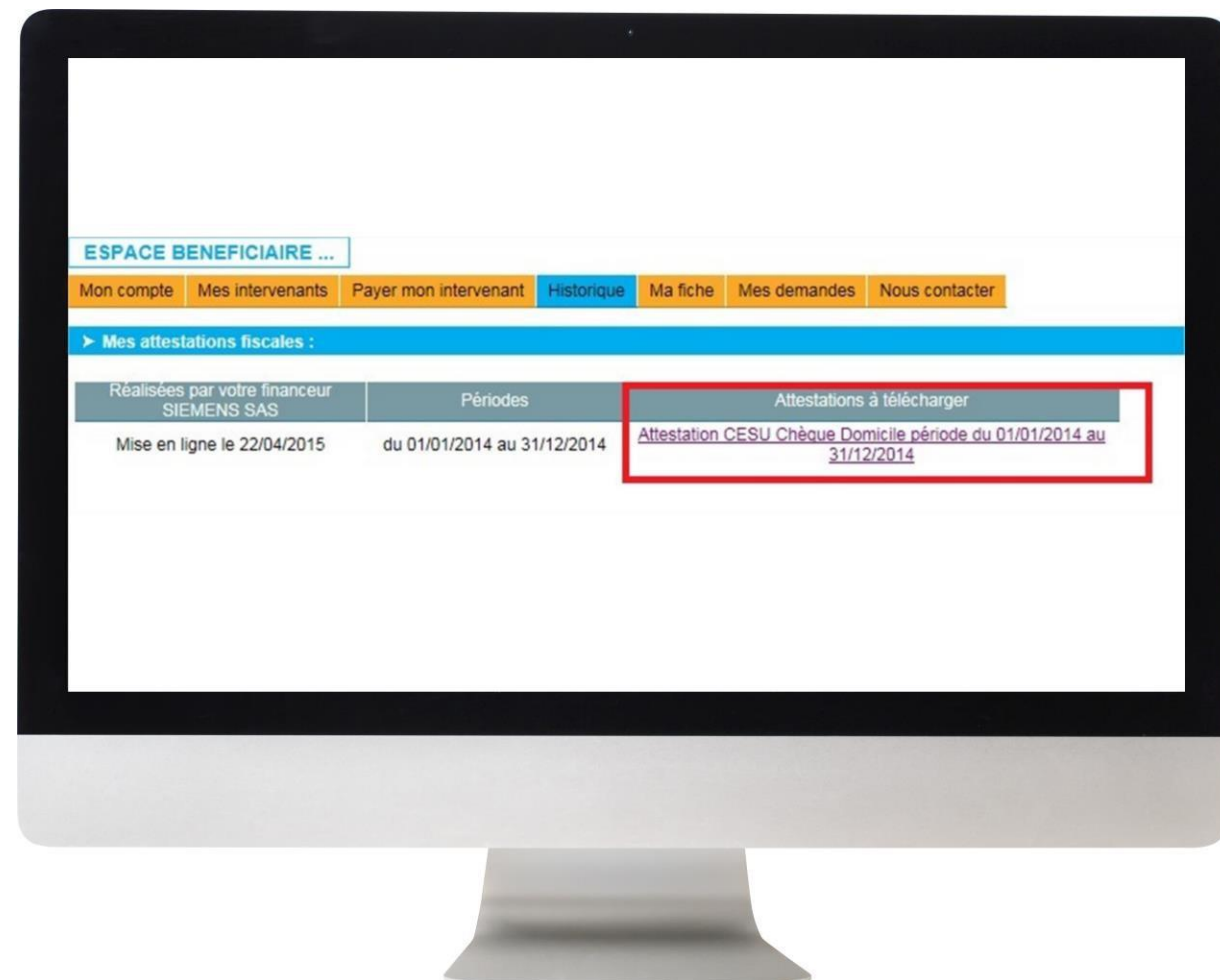 ESPACE BENEFICIAIRE ...
Mon compte Mes intervenants Payer mon intervenant Historique Ma fiche Mes demandes Nous contacter
➤ Mes attestations fiscales :
Réalisées par votre financeur
SIEMENS SAS
Périodes
Attestations à télécharger
Mise en ligne le 22/04/2015
du 01/01/2014 au 31/12/2014
Attestation CESU Chèque Domicile période du 01/01/2014 au
31/12/2014